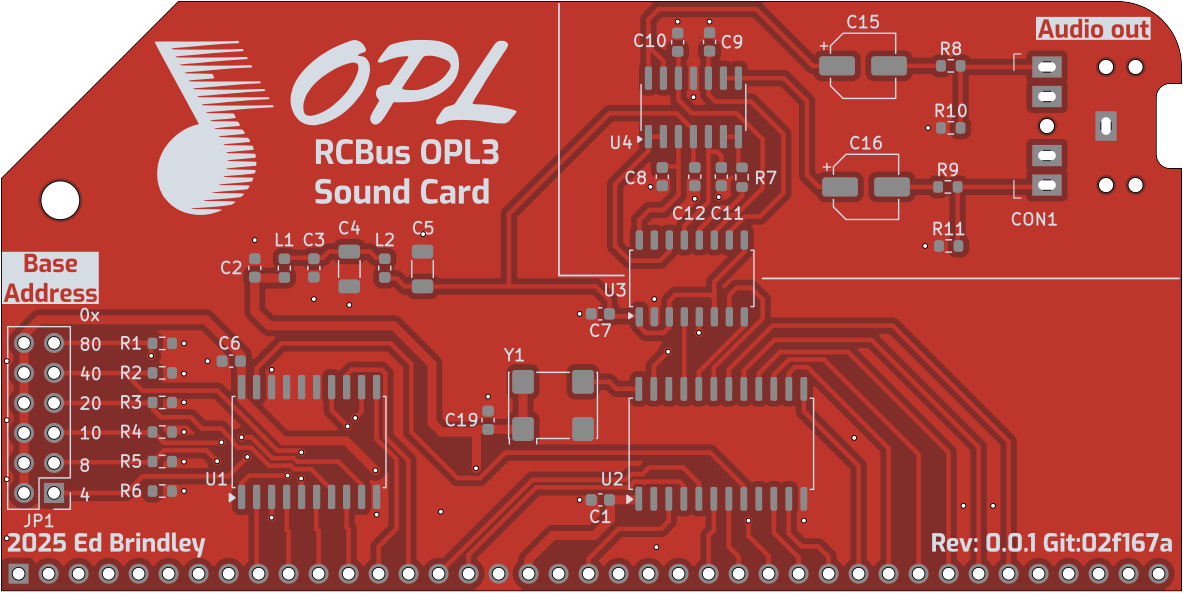 OPL
RCBus OPL3
Sound Card
Audio out
C15
+
R8
C10
C9
R10
U4
C16
+
R9
C8
R7
C12
C11
CON1
R11
C4
C5
L1
C3
L2
C2
Base
Address
U3
0x
C7
80
R1
C6
Y1
40
R2
20
R3
C19
10
R4
8
R5
U1
U2
4
R6
C1
JP1
2025 Ed Brindley
Rev: 0.0.1 Git:02f167a